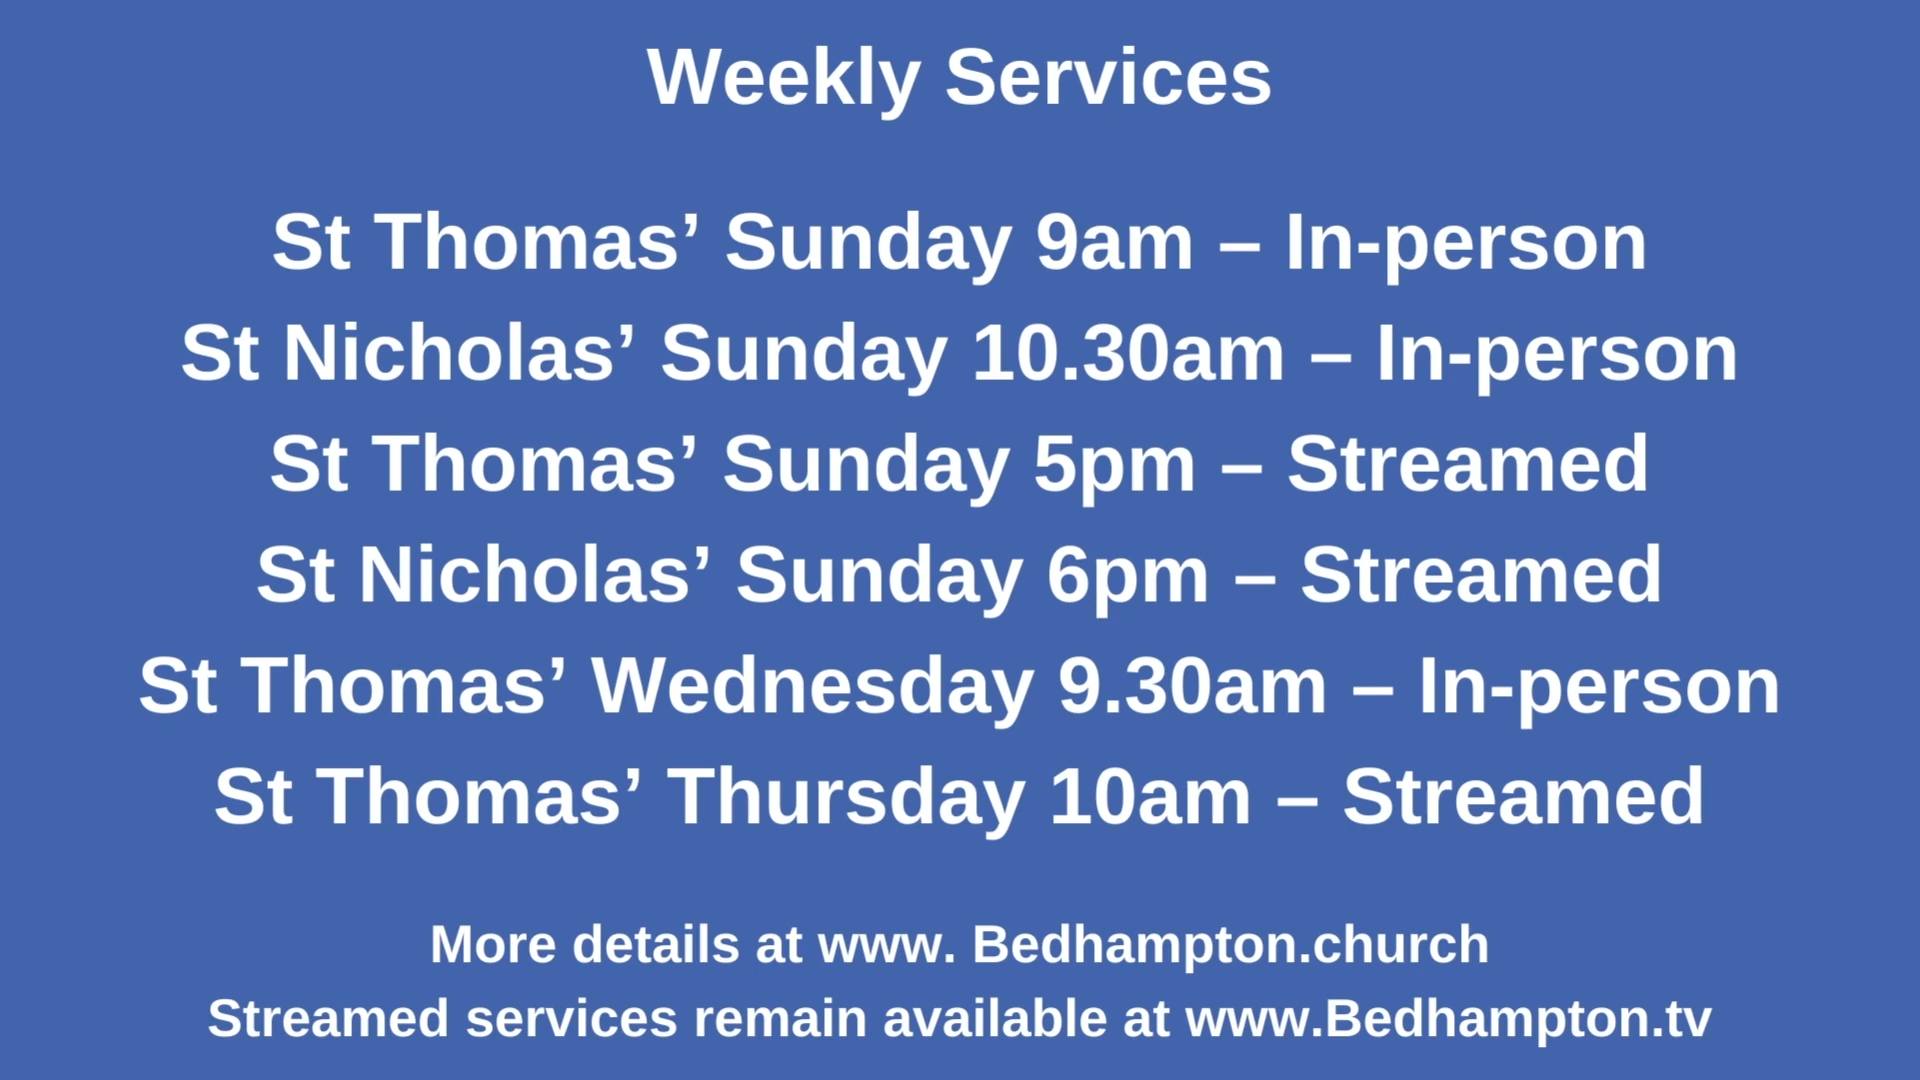 Weekly Services
St Thomas’ Sunday 9am – In-person
St Nicholas’ Sunday 10.30am – In-person
St Thomas’ Sunday 5pm – Streamed
St Nicholas’ Sunday 6pm – Streamed
St Thomas’ Wednesday 9.30am – In-person
St Thomas’ Thursday 10am – Streamed
More details at www. Bedhampton.church
Streamed services remain available at www.Bedhampton.tv